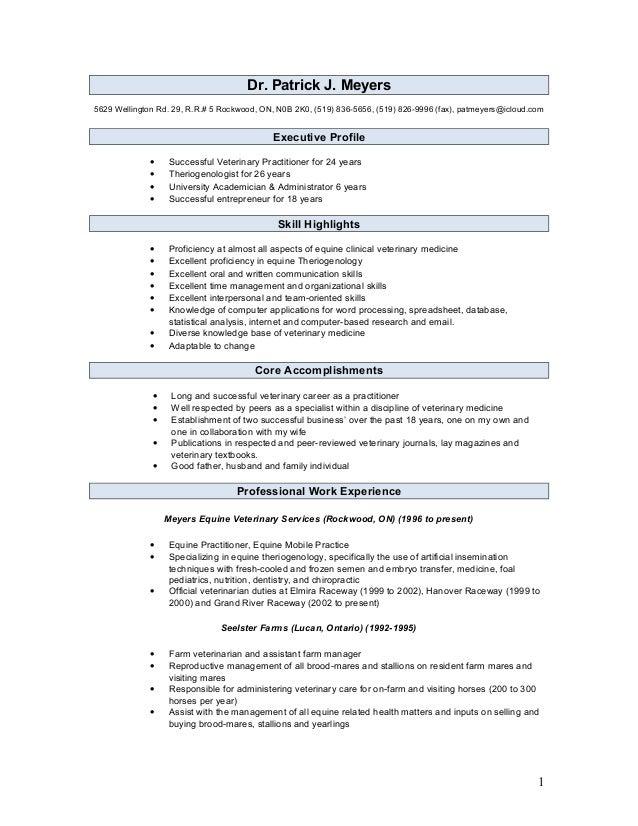 Dr. Patrick J. Meyers
5629 Wellington Rd. 29, R.R.# 5 Rockwood, ON, N0B 2K0, (519) 836-5656, (519) 826-9996 (fax), patmeyers@icloud.com
Executive Profile
• Successful Veterinary Practitioner for 24 years
• Theriogenologist for 26 years
• University Academician & Administrator 6 years
• Successful entrepreneur for 18 years
Skill Highlights
• Proficiency at almost all aspects of equine clinical veterinary medicine
• Excellent proficiency in equine Theriogenology
• Excellent oral and written communication skills
• Excellent time management and organizational skills
• Excellent interpersonal and team-oriented skills
• Knowledge of computer applications for word processing, spreadsheet, database,
statistical analysis, internet and computer-based research and email.
• Diverse knowledge base of veterinary medicine
• Adaptable to change
Core Accomplishments
• Long and successful veterinary career as a practitioner
• Well respected by peers as a specialist within a discipline of veterinary medicine
• Establishment of two successful business' over the past 18 years, one on my own and
one in collaboration with my wife
• Publications in respected and peer-reviewed veterinary journals, lay magazines and
veterinary textbooks.
• Good father, husband and family individual
Professional Work Experience
Meyers Equine Veterinary Services (Rockwood, ON) (1996 to present)
• Equine Practitioner, Equine Mobile Practice
• Specializing in equine theriogenology, specifically the use of artificial insemination
techniques with fresh-cooled and frozen semen and embryo transfer, medicine, foal
pediatrics, nutrition, dentistry, and chiropractic
• Official veterinarian duties at Elmira Raceway (1999 to 2002), Hanover Raceway (1999 to
2000) and Grand River Raceway (2002 to present)
Seelster Farms (Lucan, Ontario) (1992-1995)
• Farm veterinarian and assistant farm manager
• Reproductive management of all brood-mares and stallions on resident farm mares and
visiting mares
• Responsible for administering veterinary care for on-farm and visiting horses (200 to 300
horses per year)
• Assist with the management of all equine related health matters and inputs on selling and
buying brood-mares, stallions and yearlings
1